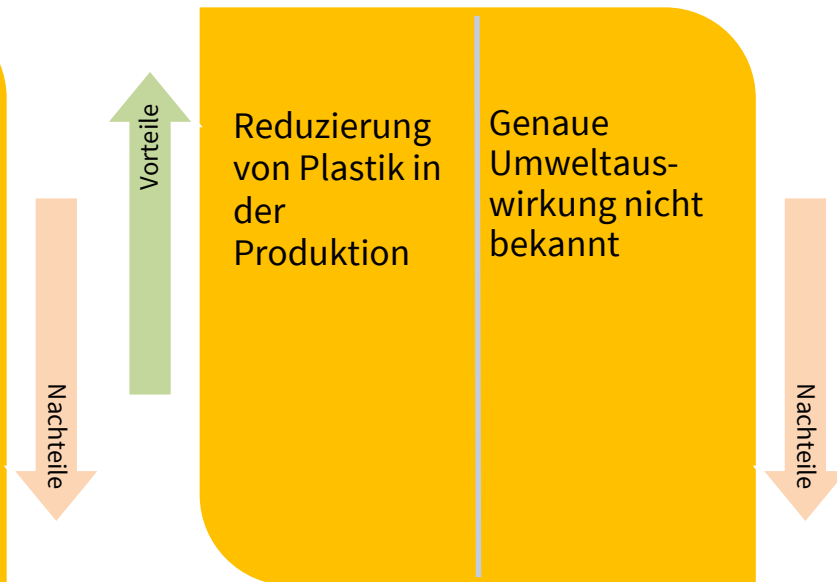 Nachteile
Vorteile
Reduzierung
von Plastik in
der
Produktion
Genaue
Umweltaus-
wirkung nicht
bekannt
Nachteile